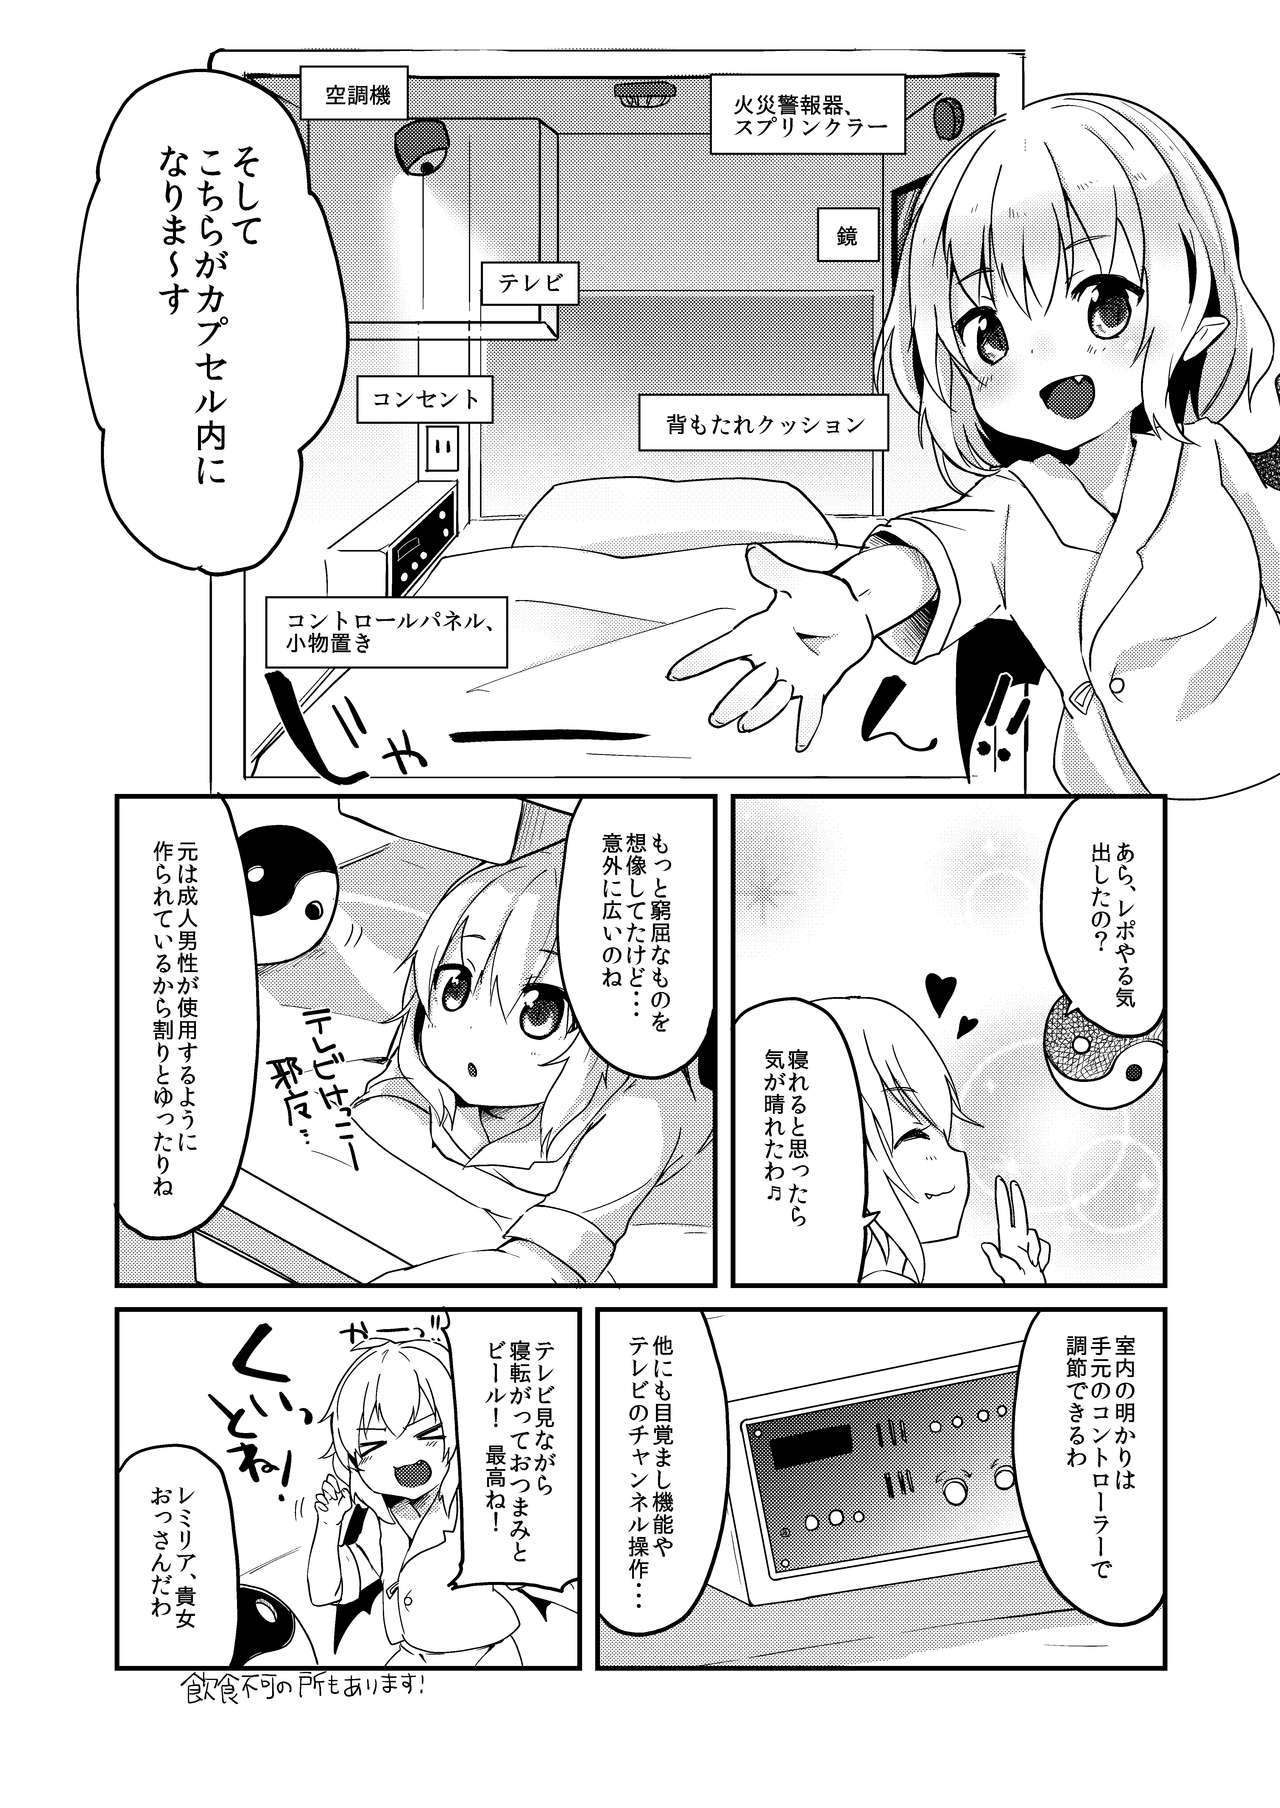 そして
こちらがカプセル内に
なりま～す
空調機
火災警報器、
スプリンクラー
鏡
テレビ
コンセント
背もたれクッション
コントロールパネル、
小物置き
じゃーん!!
あら、レポやる気
出したの？
寝れると思ったら
気が晴れたわ♬
もっと窮屈なものを
想像してたけど・・・
意外に広いのね
テレビけっこー
邪魔…
元は成人男性が使用するように
作られているから割りとゆったりね
室内の明かりは
手元のコントローラーで
調節できるわ
他にも目覚まし機能や
テレビのチャンネル操作・・・
テレビ見ながら
寝転がっておつまみと
ビール！　最高ね！
かーっ!!
くいっ
とね!
レミリア、貴女
おっさんだわ
飲食不可の所もあります!